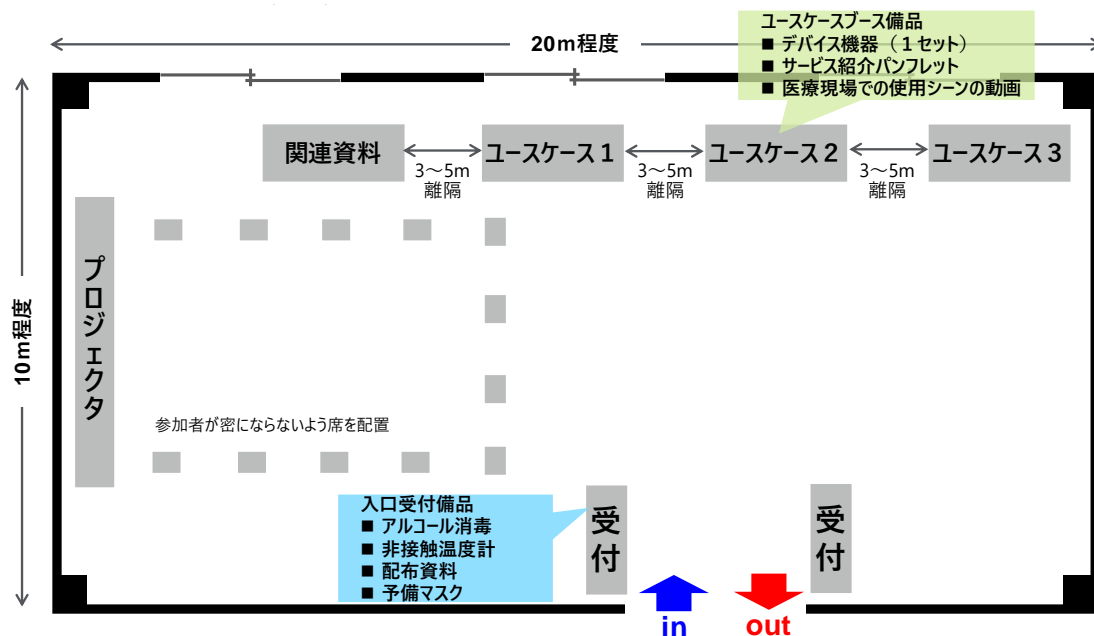 20m程度
ユースケースブース備品
■ デバイス機器（１セット）
■ サービス紹介パンフレット
■ 医療現場での使用シーンの動画
関連資料
3～5m
離隔
ユースケース１
3～5m
離隔
ユースケース２
3～5m
離隔
ユースケース３
10m程度
プロジェクタ
参加者が密にならないよう席を配置
入口受付備品
■ アルコール消毒
■ 非接触温度計
■ 配布資料
■ 予備マスク
受付
受付
in
out